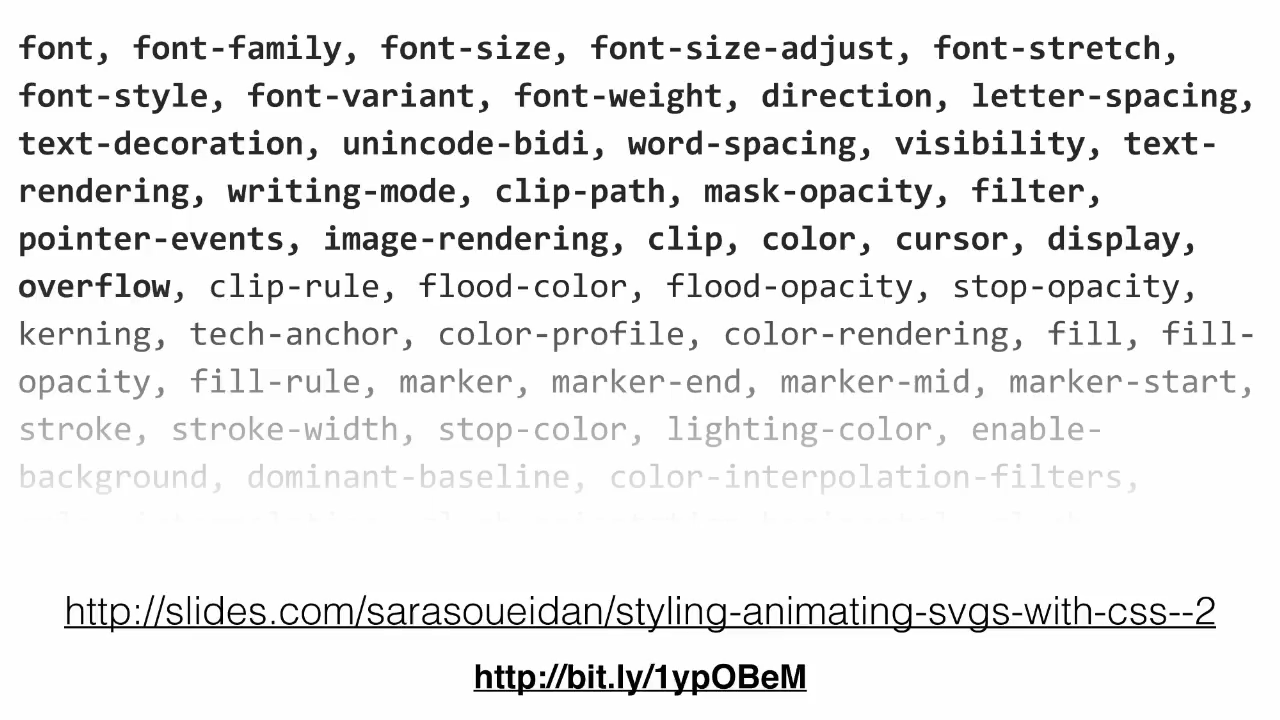 font, font-family, font-size, font-size-adjust, font-stretch,
font-style, font-variant, font-weight, direction, letter-spacing,
text-decoration, unincode-bidi, word-spacing, visibility, text-
rendering, writing-mode, clip-path, mask-opacity, filter,
pointer-events, image-rendering, clip, color, cursor, display,
overflow, clip-rule, flood-color, flood-opacity, stop-opacity,
kerning, tech-anchor, color-profile, color-rendering, fill, fill-
opacity, fill-rule, marker, marker-end, marker-mid, marker-start,
stroke, stroke-width, stop-color, lighting-color, enable-
background, dominant-baseline, color-interpolation-filters,
http://slides.com/sarasoueidan/styling-animating-svgs-with-css--2
http://bit.ly/1ypOBeM